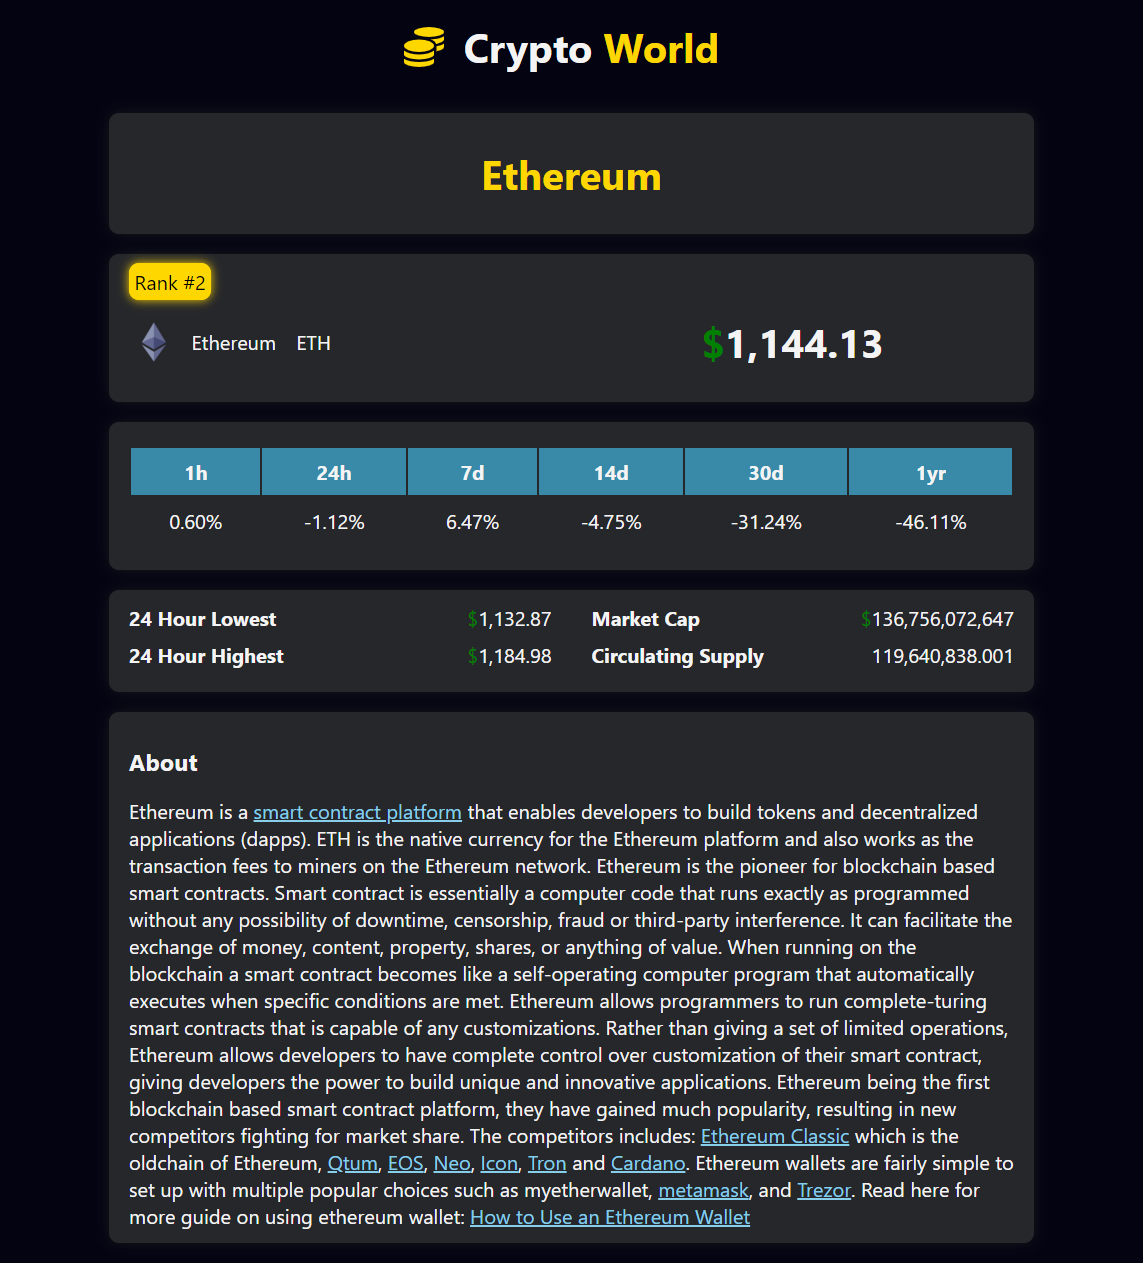 Crypto World
Ethereum
Rank #2
Ethereum ETH $1,144.13
1h 24h 7d 14d 30d 1yr
0.60% -1.12% 6.47% -4.75% -31.24% -46.11%
24 Hour Lowest $1,132.87 Market Cap $136,756,072,647
24 Hour Highest $1,184.98 Circulating Supply 119,640,838.001
About
Ethereum is a smart contract platform that enables developers to build tokens and decentralized
applications (dapps). ETH is the native currency for the Ethereum platform and also works as the
transaction fees to miners on the Ethereum network. Ethereum is the pioneer for blockchain based
smart contracts. Smart contract is essentially a computer code that runs exactly as programmed
without any possibility of downtime, censorship, fraud or third-party interference. It can facilitate the
exchange of money, content, property, shares, or anything of value. When running on the
blockchain a smart contract becomes like a self-operating computer program that automatically
executes when specific conditions are met. Ethereum allows programmers to run complete-turing
smart contracts that is capable of any customizations. Rather than giving a set of limited operations,
Ethereum allows developers to have complete control over customization of their smart contract,
giving developers the power to build unique and innovative applications. Ethereum being the first
blockchain based smart contract platform, they have gained much popularity, resulting in new
competitors fighting for market share. The competitors includes: Ethereum Classic which is the
oldchain of Ethereum, Qtum, EOS, Neo, Icon, Tron and Cardano. Ethereum wallets are fairly simple to
set up with multiple popular choices such as myetherwallet, metamask, and Trezor. Read here for
more guide on using ethereum wallet: How to Use an Ethereum Wallet